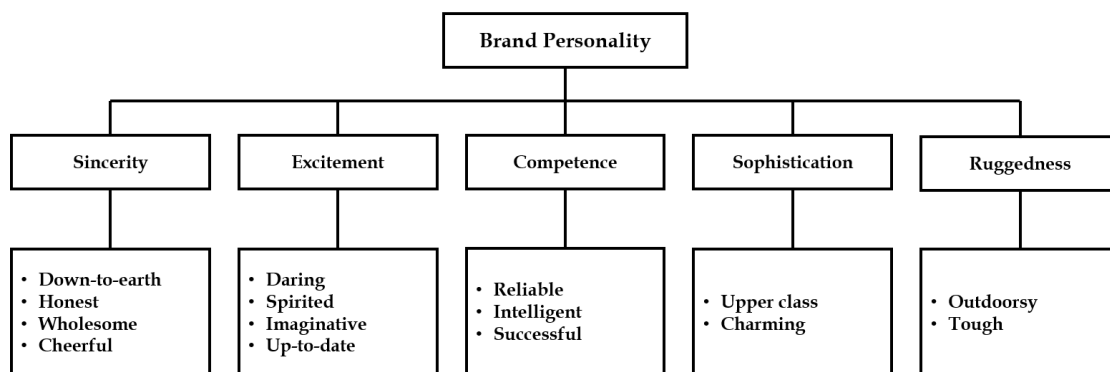 Brand Personality
Sincerity
Excitement
Competence
Sophistication
Ruggedness
• Down-to-earth
• Honest
• Wholesome
• Cheerful
• Daring
• Spirited
• Imaginative
• Up-to-date
• Reliable
• Intelligent
• Successful
• Upper class
• Charming
• Outdoorsy
• Tough